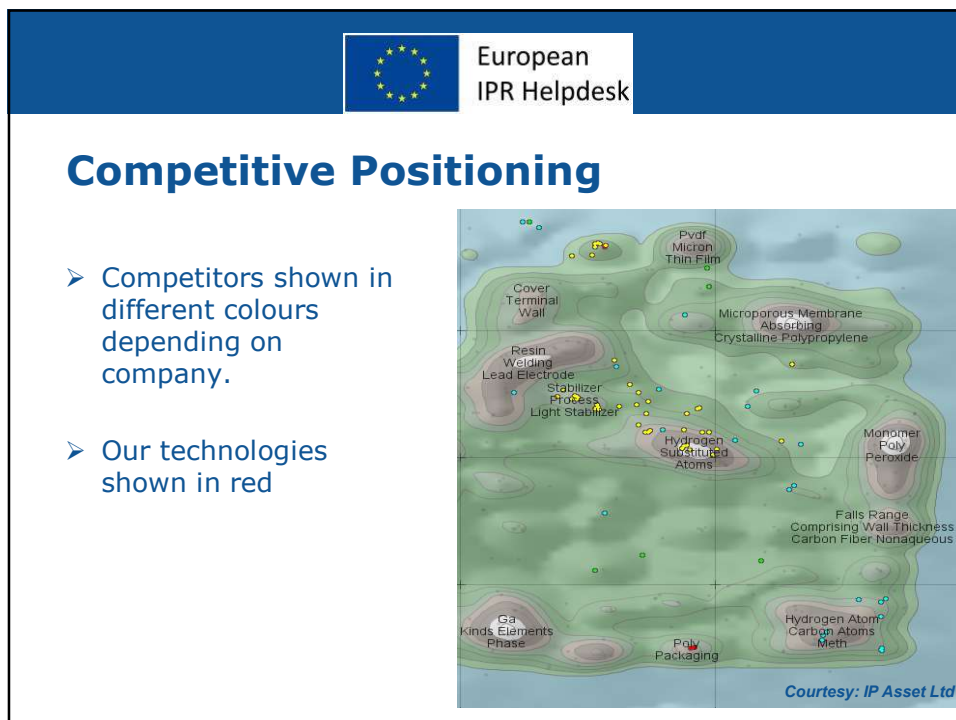 European
IPR Helpdesk
Competitive Positioning
➢ Competitors shown in
different colours
depending on
company.
➢ Our technologies
shown in red
Pvdf
Micron
Thin Film
Cover
Terminal
Wall
Microporous Membrane
Absorbing
Crystalline Polypropylene
Resin
Welding
Lead Electrode
Stabilizer
Process
Light Stabilizer
Hydrogen
Substituted
Atoms
Monomer
Poly
Peroxide
Falls Range
Comprising Wall Thickness
Carbon Fiber Nonaqueous
Ga
Kinds Elements
Phase
Poly
Packaging
Hydrogen Atom
Carbon Atoms
Meth
Courtesy: IP Asset Ltd